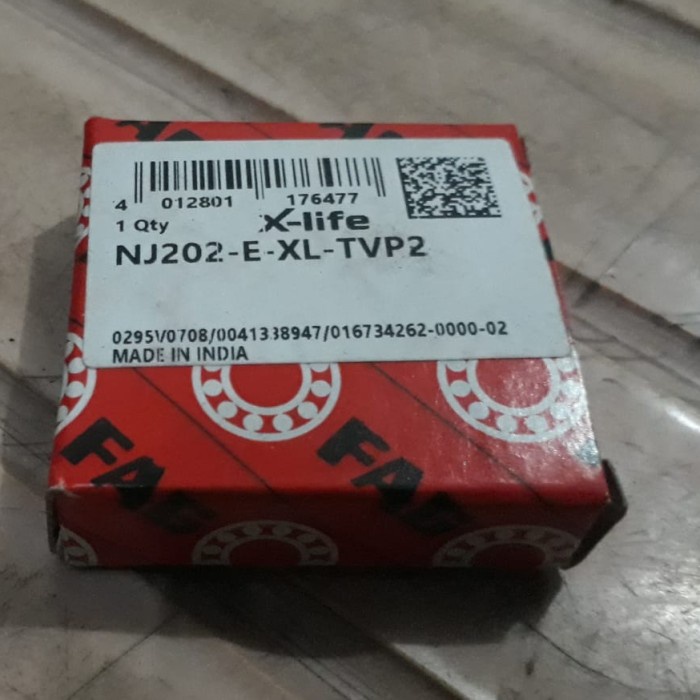 4 012801 176477
1 Qty X-life
NJ202-E-XL-TVP2
0295V0708/0041338947/016734262-0000-02
MADE IN INDIA
FAG FAG